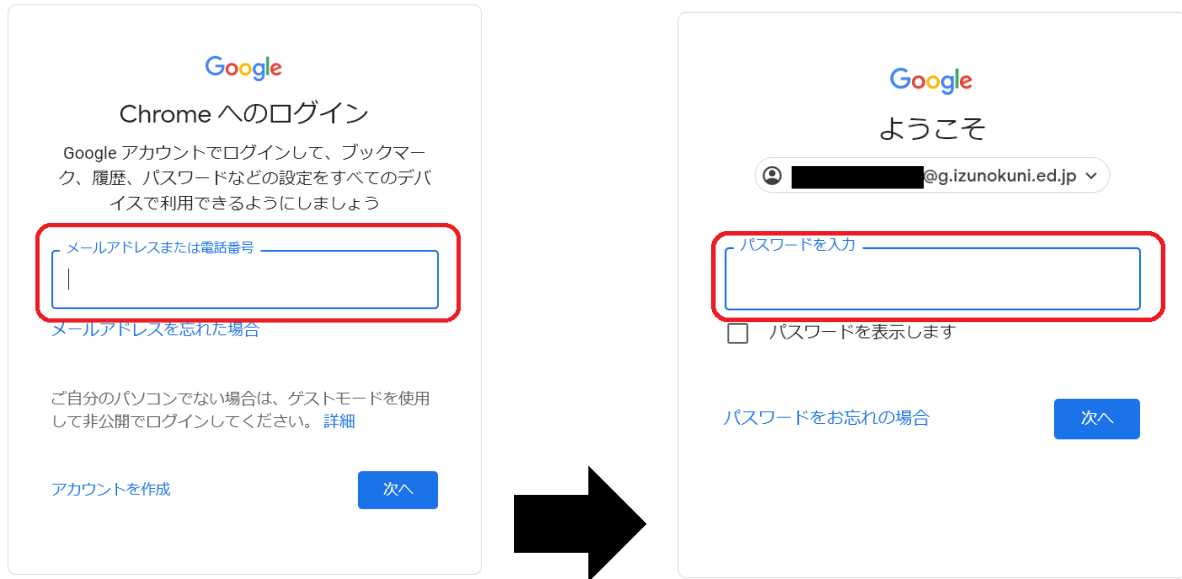 Google
Chrome へのログイン
Google アカウントでログインして、ブックマー
ク、履歴、パスワードなどの設定をすべてのデバ
イスで利用できるようにしましょう
メールアドレスまたは電話番号
メールアドレスを忘れた場合
ご自分のパソコンでない場合は、ゲストモードを使用
して非公開でログインしてください。 詳細
アカウントを作成
次へ
Google
ようこそ
@g.izunokuni.ed.jp
パスワードを入力
パスワードを表示します
パスワードをお忘れの場合
次へ